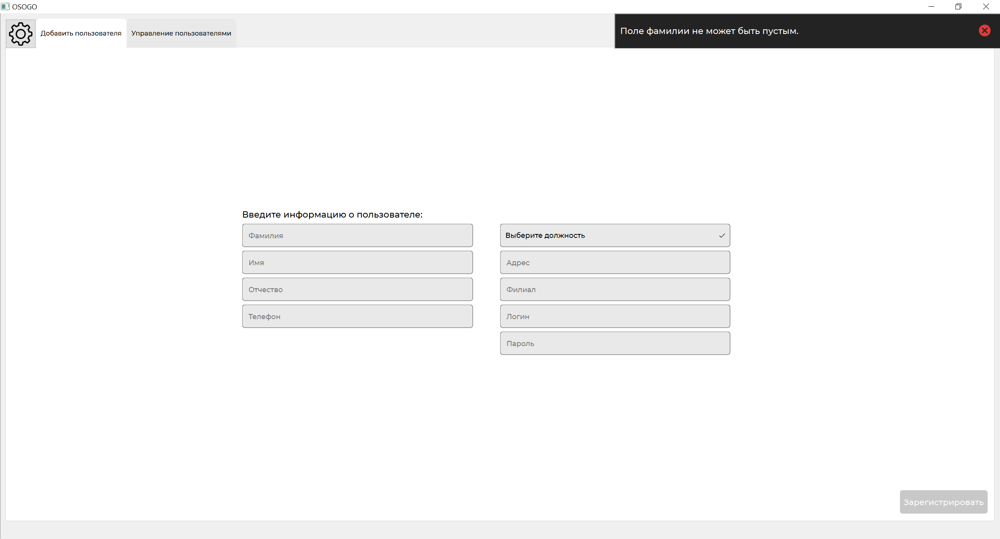 OSOGO
Добавить пользователя
Управление пользователями
Поле фамилии не может быть пустым.
Введите информацию о пользователе:
Фамилия
Имя
Отчество
Телефон
Выберите должность
Адрес
Филиал
Логин
Пароль
Зарегистрировать